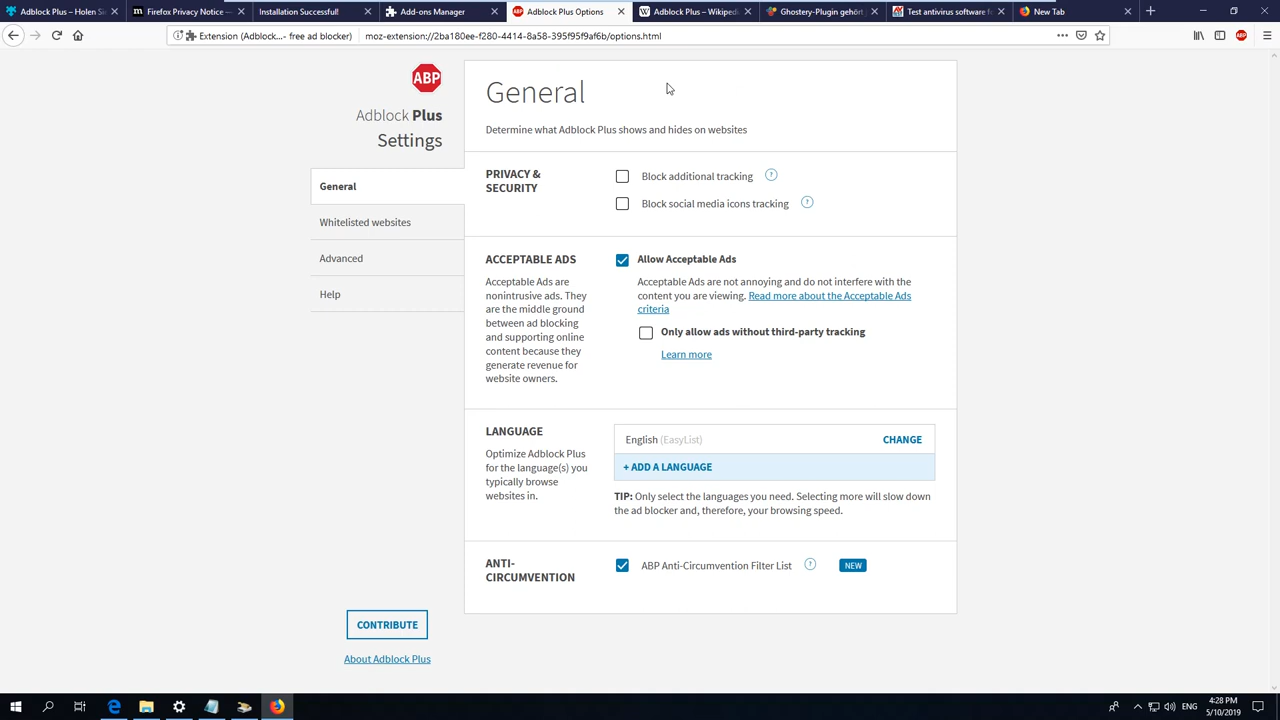 Adblock Plus – Holen Si
Firefox Privacy Notice —
Installation Successful!
Add-ons Manager
ABP
Adblock Plus Options
Adblock Plus – Wikipedi
Ghostery-Plugin gehört
Test antivirus software f
New Tab
Extension (Adblock...- free ad blocker)
moz-extension://2ba180ee-f280-4414-8a58-395f95f9af6b/options.html
ABP
ABP
Adblock Plus
Settings
General
Whitelisted websites
Advanced
Help
CONTRIBUTE
About Adblock Plus
General
Determine what Adblock Plus shows and hides on websites
PRIVACY &
SECURITY
Block additional tracking ?
Block social media icons tracking ?
ACCEPTABLE ADS
Acceptable Ads are
nonintrusive ads. They
are the middle ground
between ad blocking
and supporting online
content because they
generate revenue for
website owners.
Allow Acceptable Ads
Acceptable Ads are not annoying and do not interfere with the
content you are viewing. Read more about the Acceptable Ads
criteria
Only allow ads without third-party tracking
Learn more
LANGUAGE
Optimize Adblock Plus
for the language(s) you
typically browse
websites in.
English (EasyList) CHANGE
+ ADD A LANGUAGE
TIP: Only select the languages you need. Selecting more will slow down
the ad blocker and, therefore, your browsing speed.
ANTI-
CIRCUMVENTION
ABP Anti-Circumvention Filter List ? NEW
ENG
4:28 PM
5/10/2019